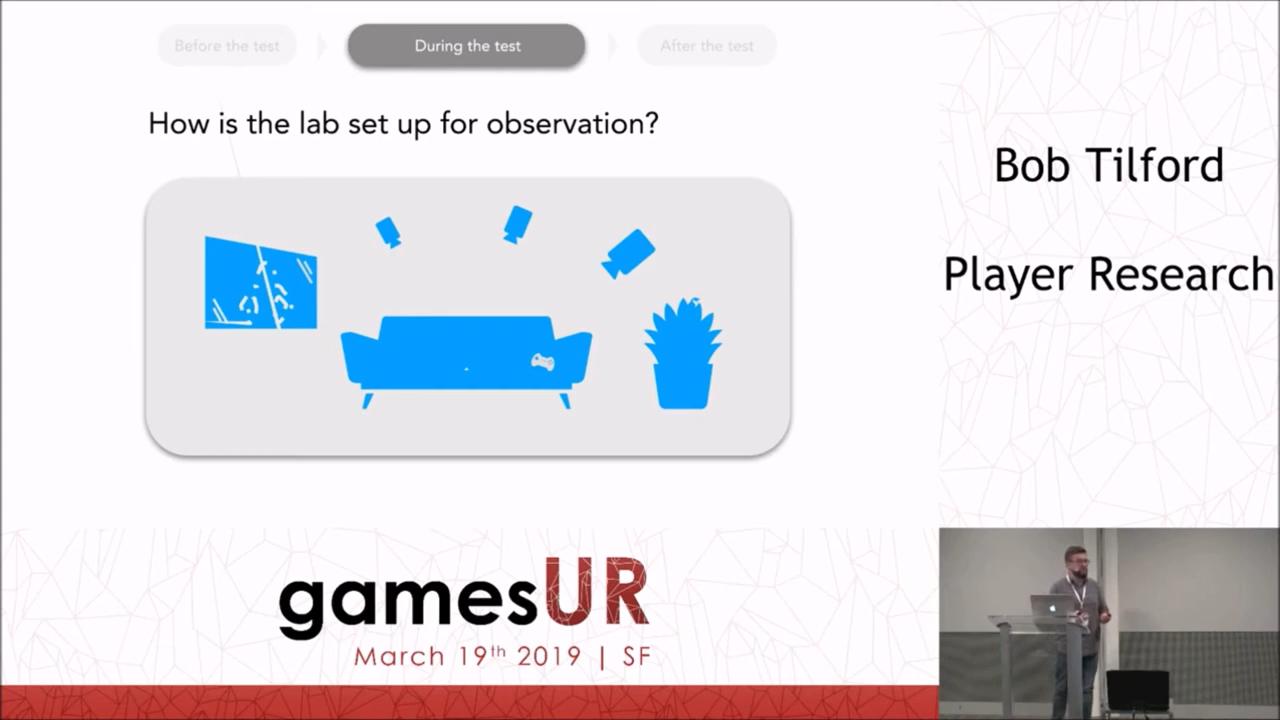 Before the test
During the test
After the test
How is the lab set up for observation?
Bob Tilford
Player Research
gamesUR
March 19th 2019 | SF